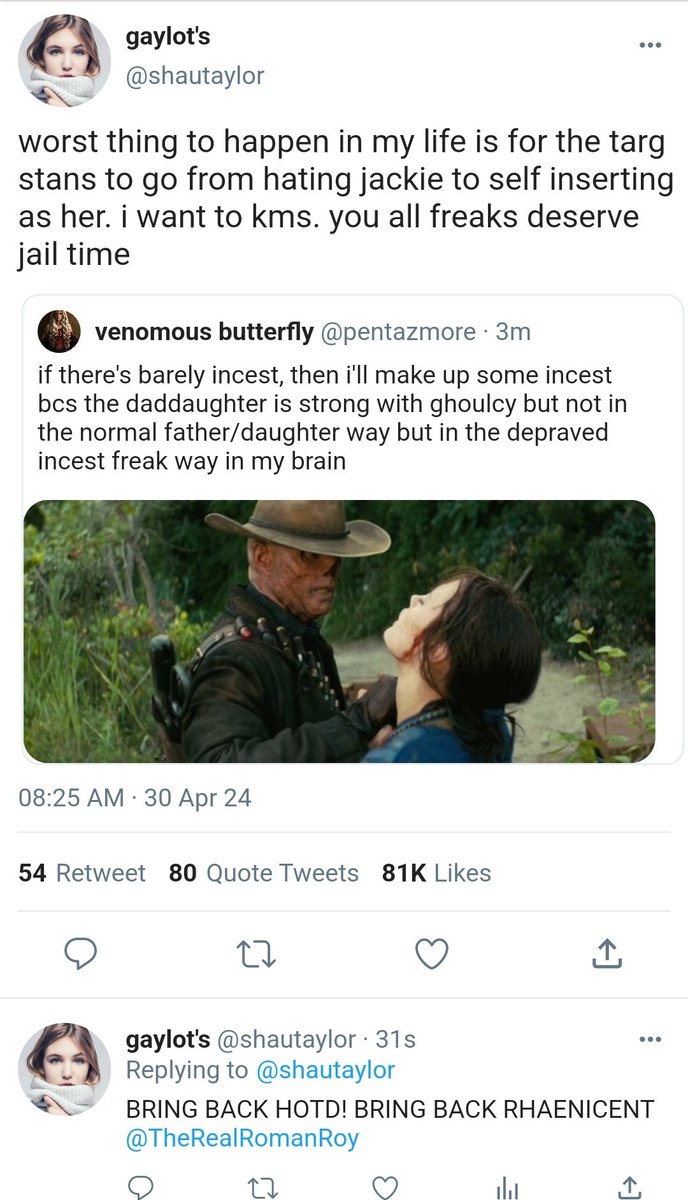 gaylot's
@shautaylor
worst thing to happen in my life is for the targ
stans to go from hating jackie to self inserting
as her. i want to kms. you all freaks deserve
jail time
venomous butterfly @pentazmore · 3m
if there's barely incest, then i'll make up some incest
bcs the daddaughter is strong with ghoulcy but not in
the normal father/daughter way but in the depraved
incest freak way in my brain
08:25 AM · 30 Apr 24
54 Retweet 80 Quote Tweets 81K Likes
gaylot's @shautaylor · 31s
Replying to @shautaylor
BRING BACK HOTD! BRING BACK RHAENICENT
@TheRealRomanRoy